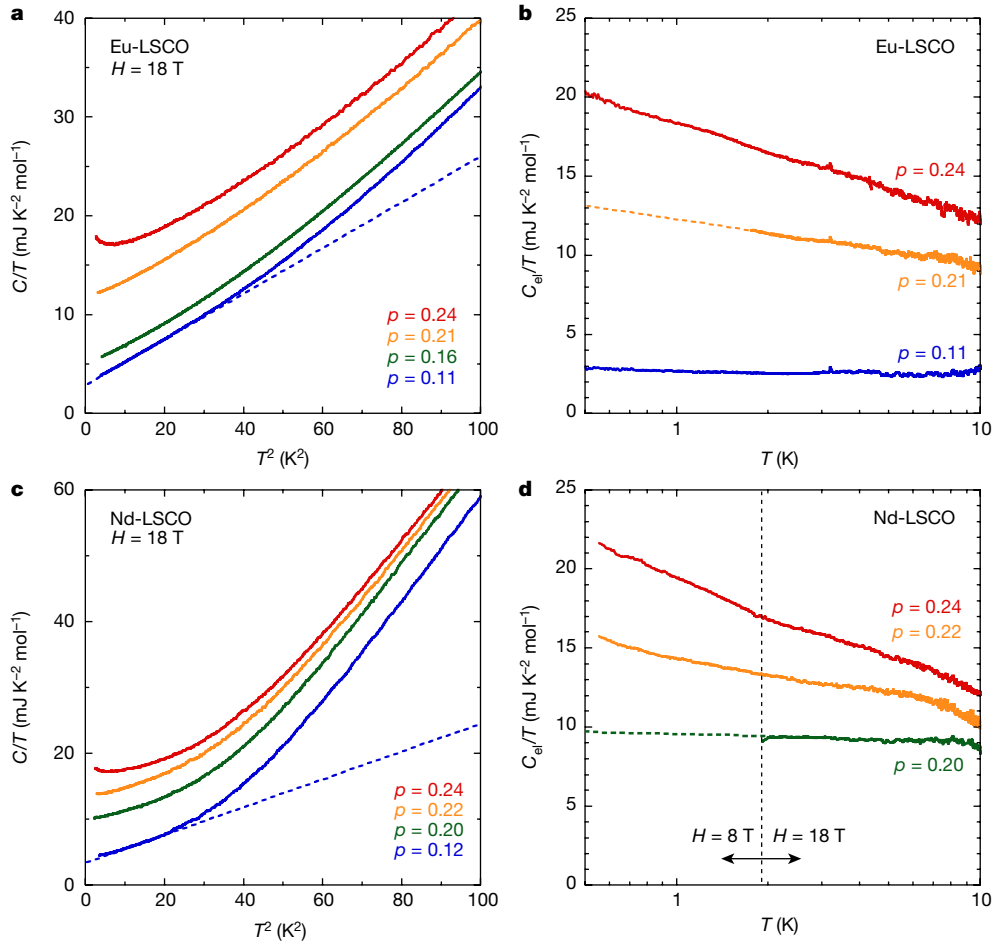 a
Eu-LSCO
H = 18 T
C/T (mJ K⁻² mol⁻¹)
40
30
20
10
0
p = 0.24
p = 0.21
p = 0.16
p = 0.11
0 20 40 60 80 100
T² (K²)
b
Eu-LSCO
C_el/T (mJ K⁻² mol⁻¹)
25
20
15
10
5
0
p = 0.24
p = 0.21
p = 0.11
1 10
T (K)
c
Nd-LSCO
H = 18 T
C/T (mJ K⁻² mol⁻¹)
60
40
20
0
p = 0.24
p = 0.22
p = 0.20
p = 0.12
0 20 40 60 80 100
T² (K²)
d
Nd-LSCO
C_el/T (mJ K⁻² mol⁻¹)
25
20
15
10
5
0
p = 0.24
p = 0.22
p = 0.20
H = 8 T H = 18 T
1 10
T (K)